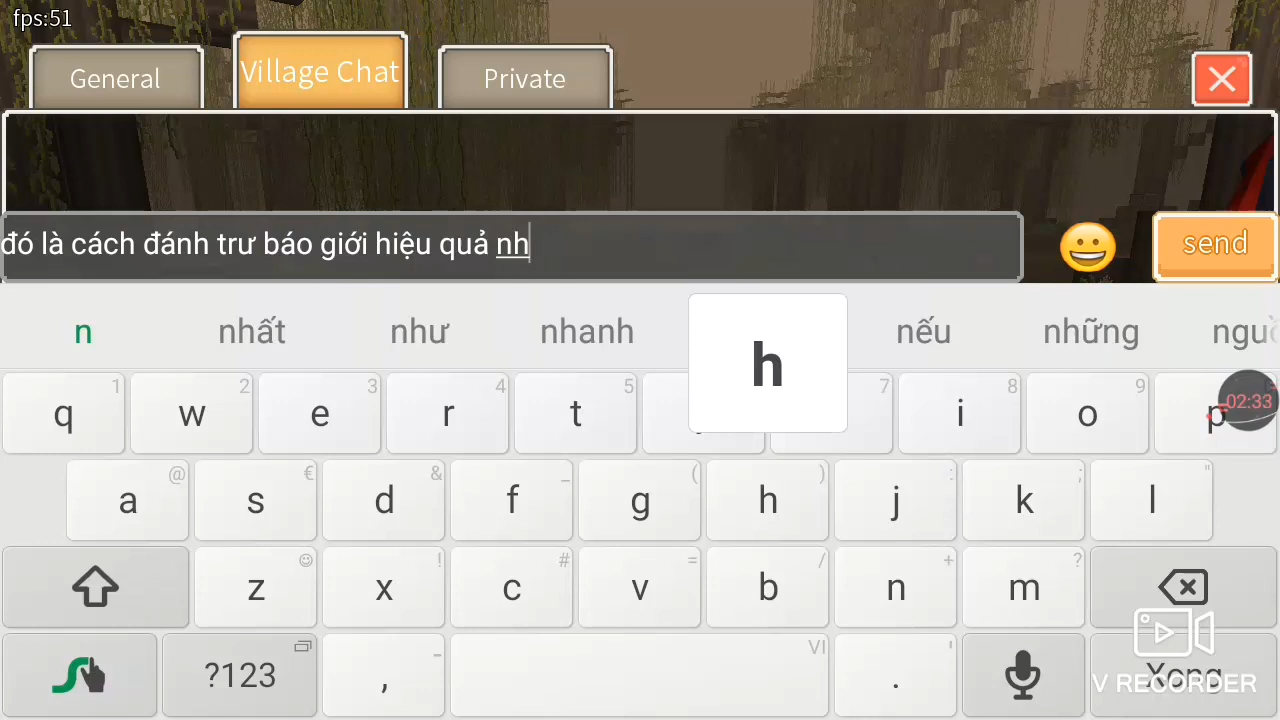 fps:51
General Village Chat Private
đó là cách đánh trư báo giới hiệu quả nh
send
n nhất như nhanh h nếu những
1 2 3 4 5 7 8 9
q w e r t i o p
02:33
@ € & _ ( ) : ; "
a s d f g h j k l
! # = / + ?
z x c v b n m
?123 , VI . ' Xong
V RECORDER